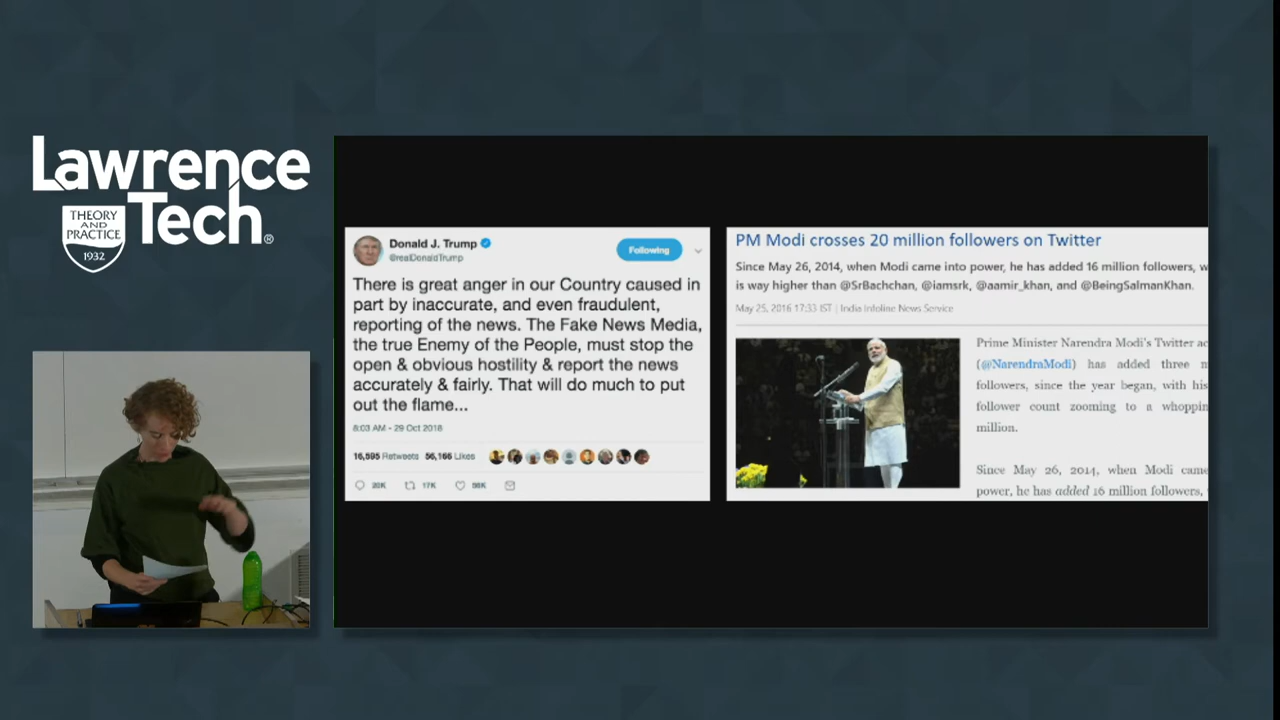 Lawrence
Tech®
THEORY
AND
PRACTICE
1932
Donald J. Trump
@realDonaldTrump
Following
There is great anger in our Country caused in
part by inaccurate, and even fraudulent,
reporting of the news. The Fake News Media,
the true Enemy of the People, must stop the
open & obvious hostility & report the news
accurately & fairly. That will do much to put
out the flame...
8:03 AM - 29 Oct 2018
16,595 Retweets 56,166 Likes
20K 17K 56K
PM Modi crosses 20 million followers on Twitter
Since May 26, 2014, when Modi came into power, he has added 16 million followers, w
is way higher than @SrBachchan, @iamsrk, @aamir_khan, and @BeingSalmanKhan.
May 25, 2016 17:33 IST | India Infoline News Service
Prime Minister Narendra Modi's Twitter ac
(@NarendraModi) has added three m
followers, since the year began, with his
follower count zooming to a whoppin
million.
Since May 26, 2014, when Modi came
power, he has added 16 million followers,